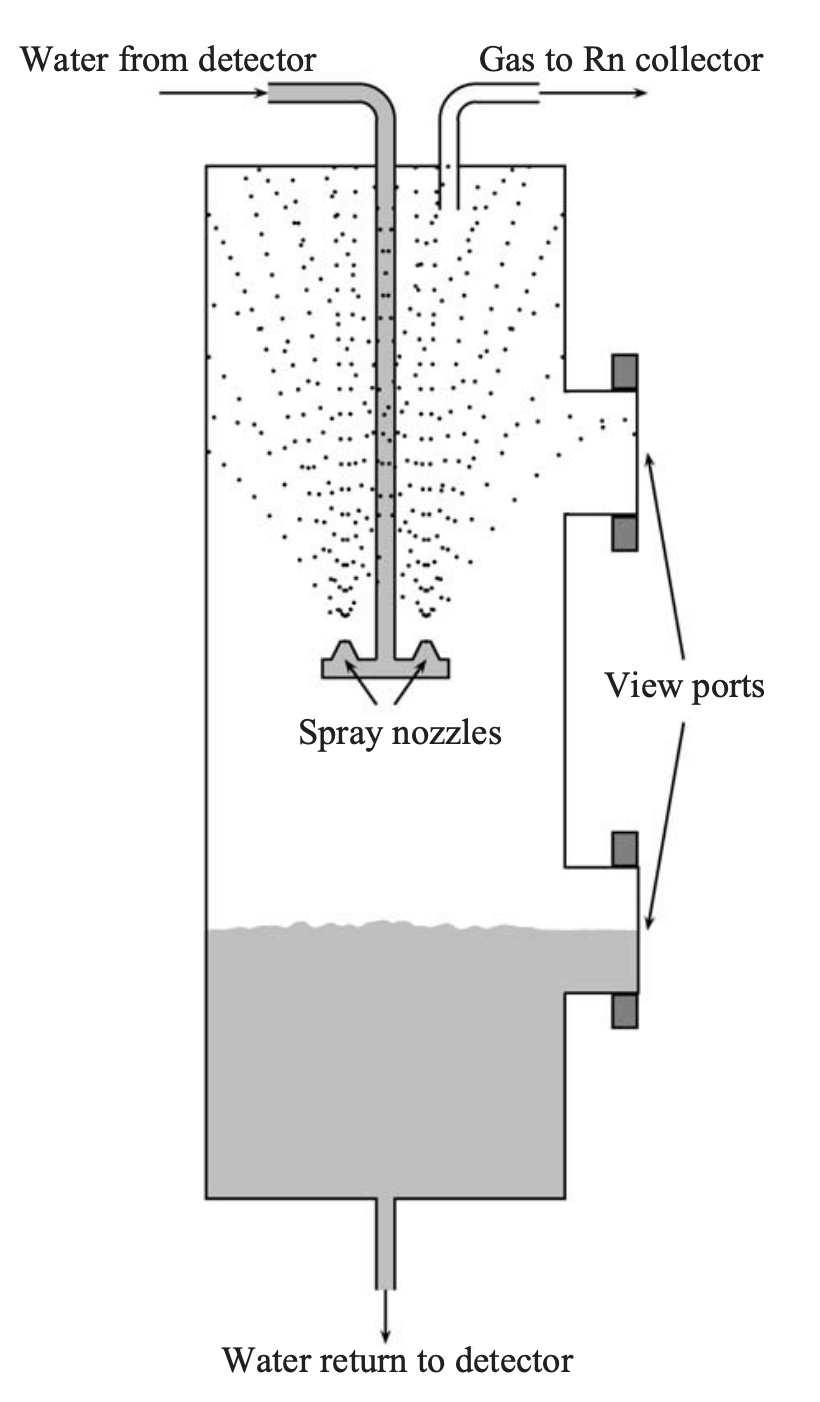 Water from detector
Gas to Rn collector
View ports
Spray nozzles
Water return to detector